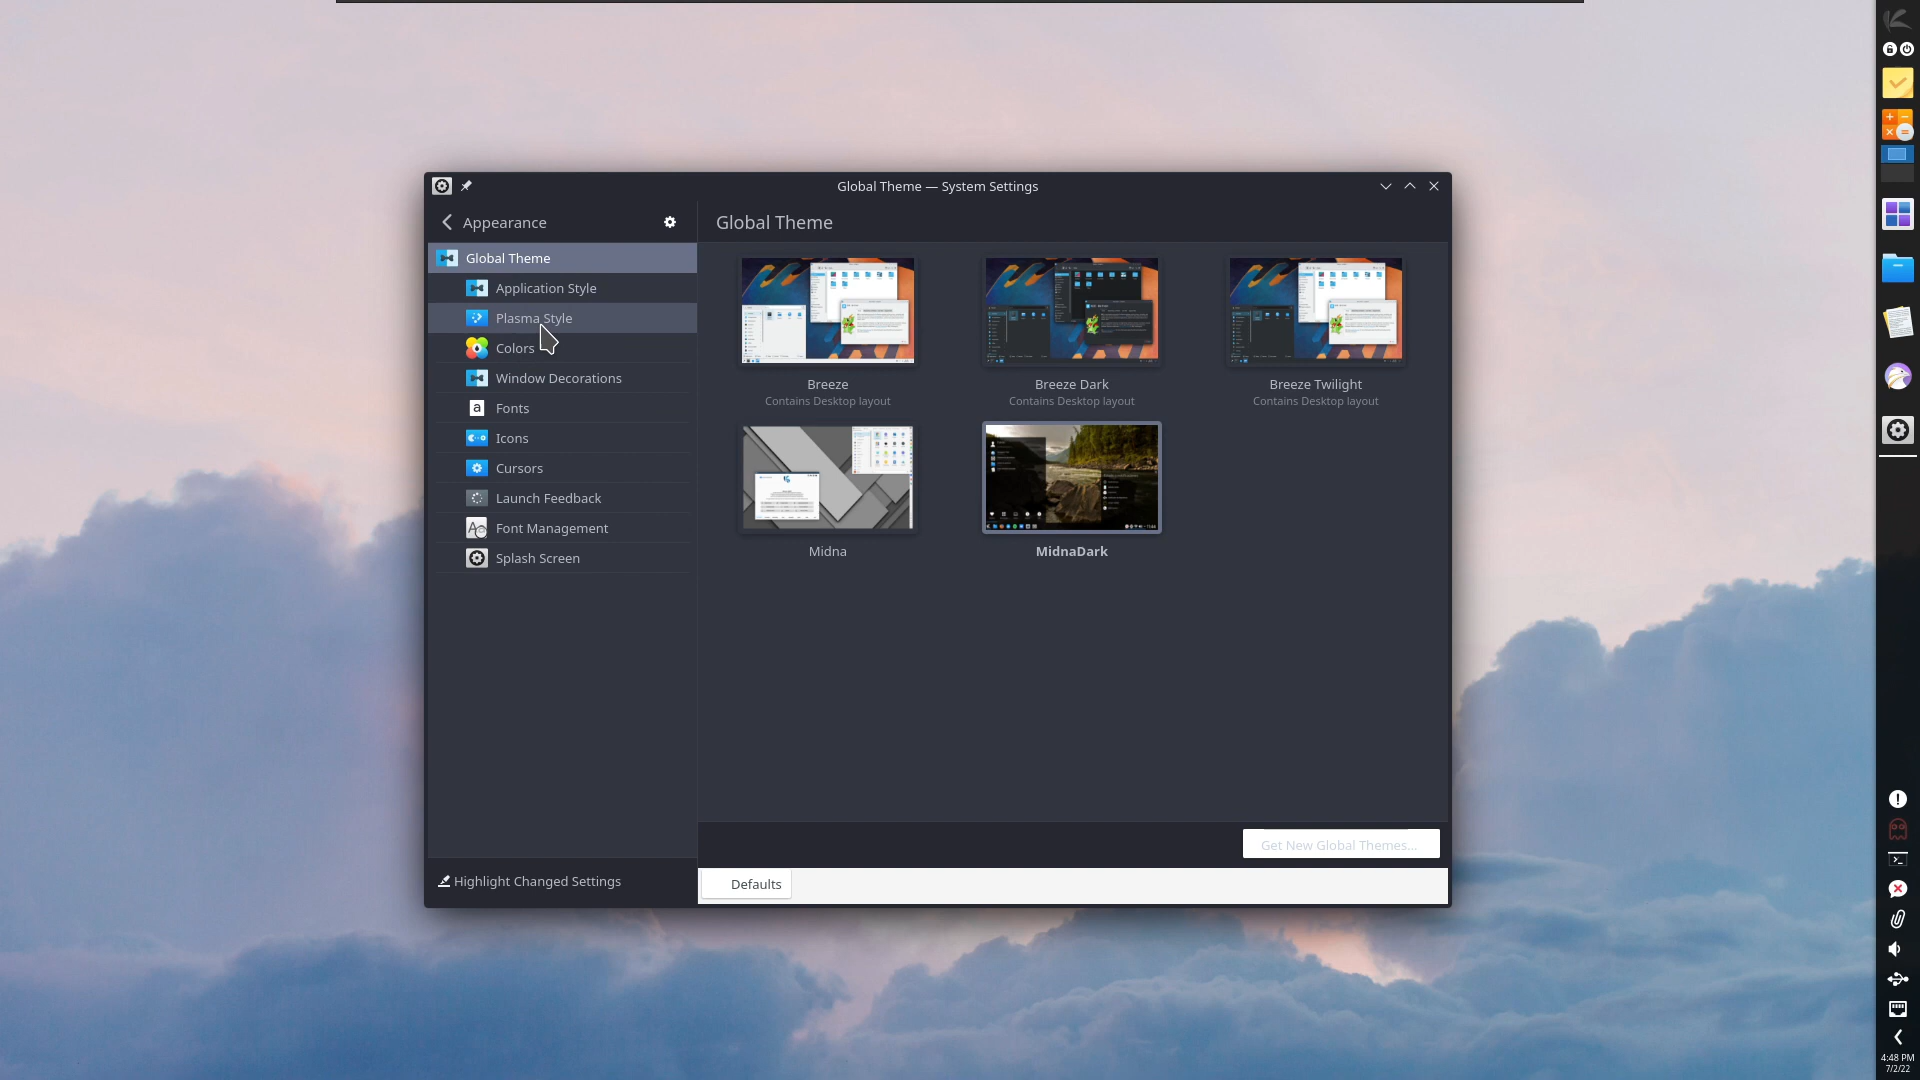 Global Theme — System Settings
Appearance
Global Theme
Global Theme
Application Style
Plasma Style
Colors
Window Decorations
Fonts
Icons
Cursors
Launch Feedback
Font Management
Splash Screen
Highlight Changed Settings
Breeze
Contains Desktop layout
Breeze Dark
Contains Desktop layout
Breeze Twilight
Contains Desktop layout
Midna
MidnaDark
Get New Global Themes...
Defaults
4:48 PM
7/2/22